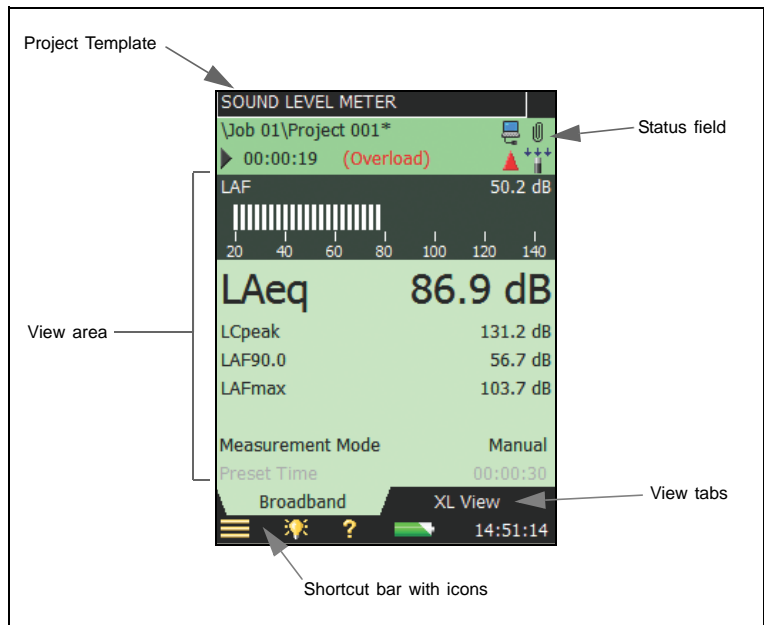 Project Template
SOUND LEVEL METER
\Job 01\Project 001*
Status field
00:00:19 (Overload)
LAF 50.2 dB
20 40 60 80 100 120 140
LAeq 86.9 dB
View area
LCpeak 131.2 dB
LAF90.0 56.7 dB
LAFmax 103.7 dB
Measurement Mode Manual
Preset Time 00:00:30
Broadband XL View
View tabs
? 14:51:14
Shortcut bar with icons